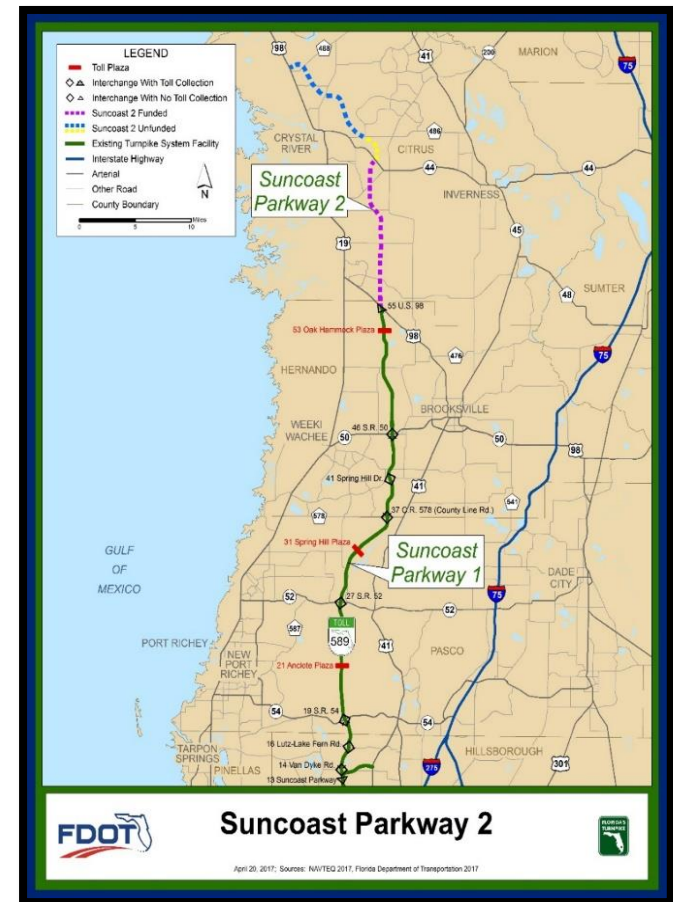 LEGEND
Toll Plaza
Interchange With Toll Collection
Interchange With No Toll Collection
Suncoast 2 Funded
Suncoast 2 Unfunded
Existing Turnpike System Facility
Interstate Highway
Arterial
Other Road
County Boundary
N
0 5 10 Miles
98
488
41
200
MARION
75
CRYSTAL
RIVER
486
CITRUS
44
44
Suncoast
Parkway 2
INVERNESS
19
45
SUMTER
48
55 U.S. 98
53 Oak Hammock Plaza
98
476
75
HERNANDO
BROOKSVILLE
WEEKI
WACHEE
46 S.R. 50
50
50
98
41 Spring Hill Dr.
41
541
578
37 C.R. 578 (County Line Rd.)
31 Spring Hill Plaza
Suncoast
Parkway 1
GULF
OF
MEXICO
DADE
CITY
75
52
27 S.R. 52
52
587
TOLL
589
41
PORT RICHEY
NEW
PORT
RICHEY
PASCO
21 Anclote Plaza
54
19 S.R. 54
54
16 Lutz-Lake Fern Rd.
TARPON
SPRINGS
HILLSBOROUGH
14 Van Dyke Rd.
275
301
PINELLAS
13 Suncoast Parkway
FDOT
Suncoast Parkway 2
FLORIDA'S
TURNPIKE
April 20, 2017; Sources: NAVTEQ 2017, Florida Department of Transportation 2017